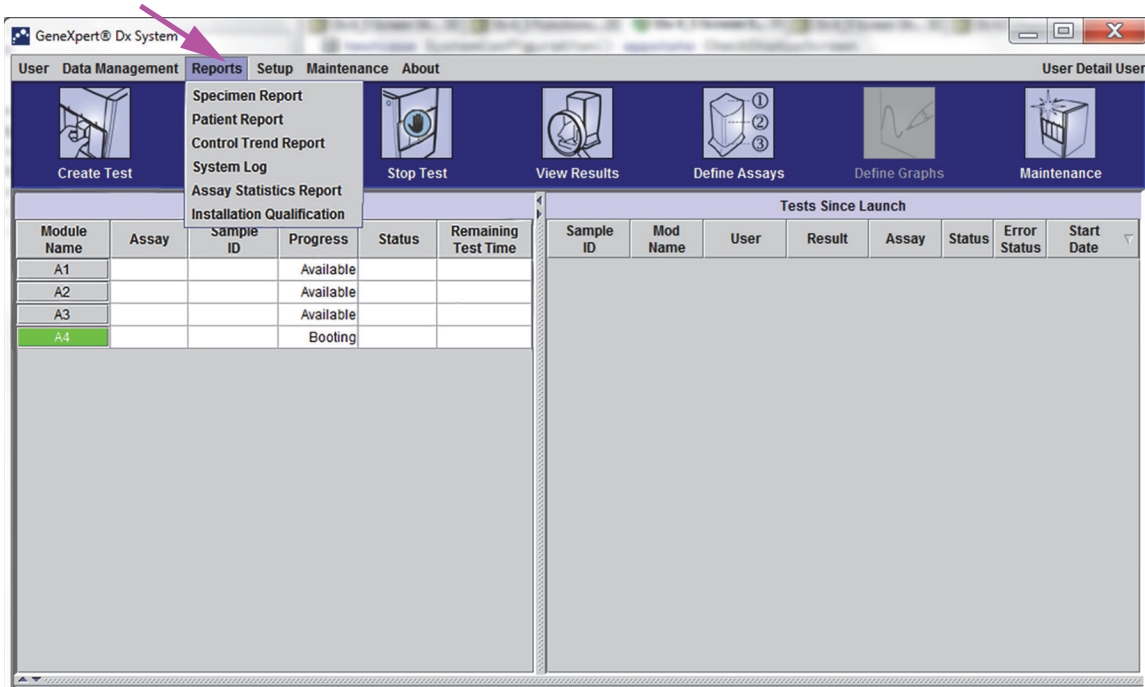 GeneXpert® Dx System
User Data Management Reports Setup Maintenance About User Detail User
Specimen Report
Patient Report
Control Trend Report
System Log
Assay Statistics Report
Installation Qualification
Create Test Stop Test View Results Define Assays Define Graphs Maintenance
1
2
3
Tests Since Launch
Module Name Assay Sample ID Progress Status Remaining Test Time
A1 Available
A2 Available
A3 Available
A4 Booting
Sample ID Mod Name User Result Assay Status Error Status Start Date